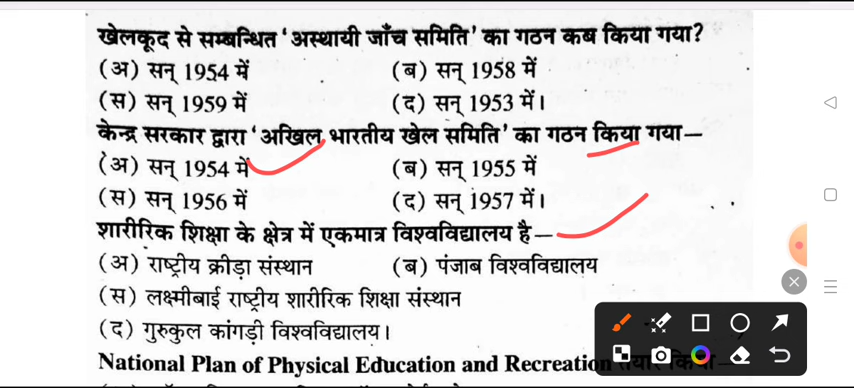 खेलकूद से सम्बन्धित 'अस्थायी जाँच समिति' का गठन कब किया गया?
(अ) सन् 1954 में (ब) सन् 1958 में
(स) सन् 1959 में (द) सन् 1953 में।
केन्द्र सरकार द्वारा 'अखिल भारतीय खेल समिति' का गठन किया गया—
(अ) सन् 1954 में (ब) सन् 1955 में
(स) सन् 1956 में (द) सन् 1957 में।
शारीरिक शिक्षा के क्षेत्र में एकमात्र विश्वविद्यालय है—
(अ) राष्ट्रीय क्रीड़ा संस्थान (ब) पंजाब विश्वविद्यालय
(स) लक्ष्मीबाई राष्ट्रीय शारीरिक शिक्षा संस्थान
(द) गुरुकुल कांगड़ी विश्वविद्यालय।
National Plan of Physical Education and Recreation तैयार किया—